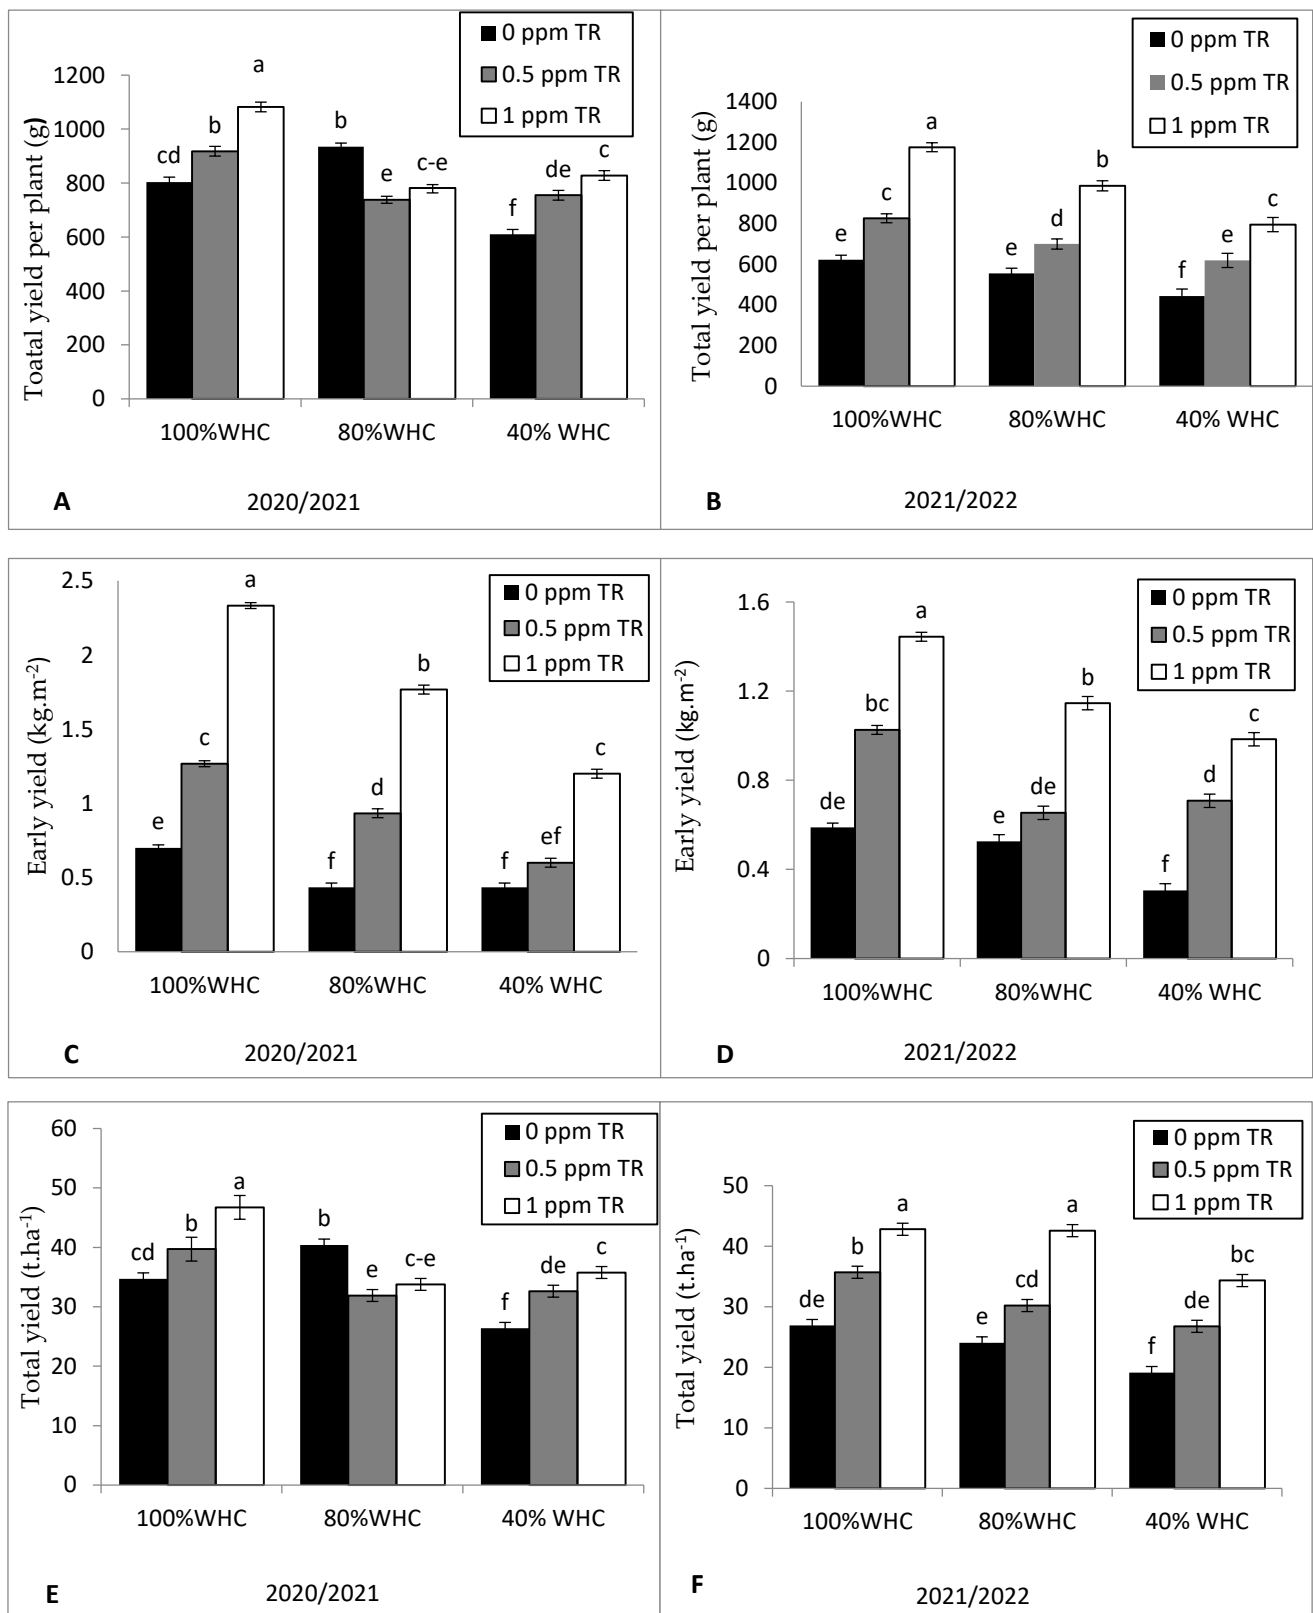 0 ppm TR
0.5 ppm TR
1 ppm TR
Toatal yield per plant (g)
1200
1000
800
600
400
200
0
cd
b
a
b
e
c-e
f
de
c
100%WHC
80%WHC
40% WHC
A
2020/2021
0 ppm TR
0.5 ppm TR
1 ppm TR
Total yield per plant (g)
1400
1200
1000
800
600
400
200
0
e
c
a
e
d
b
f
e
c
100%WHC
80%WHC
40% WHC
B
2021/2022
0 ppm TR
0.5 ppm TR
1 ppm TR
Early yield (kg.m-2)
2.5
2
1.5
1
0.5
0
e
c
a
f
d
b
f
ef
c
100%WHC
80%WHC
40% WHC
C
2020/2021
0 ppm TR
0.5 ppm TR
1 ppm TR
Early yield (kg.m-2)
1.6
1.2
0.8
0.4
0
de
bc
a
e
de
b
f
d
c
100%WHC
80%WHC
40% WHC
D
2021/2022
0 ppm TR
0.5 ppm TR
1 ppm TR
Total yield (t.ha-1)
60
50
40
30
20
10
0
cd
b
a
b
e
c-e
f
de
c
100%WHC
80%WHC
40% WHC
E
2020/2021
0 ppm TR
0.5 ppm TR
1 ppm TR
Total yield (t.ha-1)
50
40
30
20
10
0
de
b
a
e
cd
a
f
de
bc
100%WHC
80%WHC
40% WHC
F
2021/2022